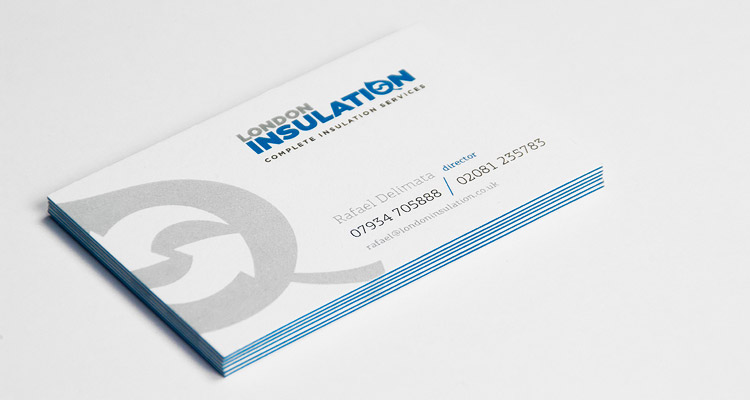 LONDON
INSULATION
COMPLETE INSULATION SERVICES
Rafael Delimata director
07934 705888 / 02081 235783
rafael@londoninsulation.co.uk